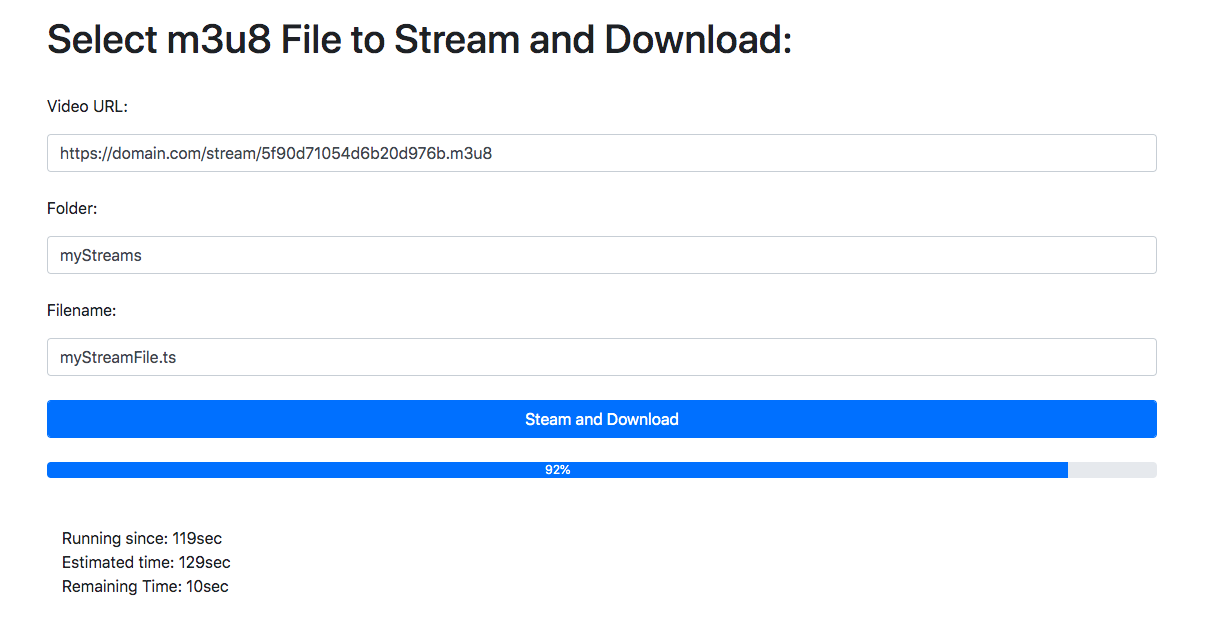 Select m3u8 File to Stream and Download:
Video URL:
https://domain.com/stream/5f90d71054d6b20d976b.m3u8
Folder:
myStreams
Filename:
myStreamFile.ts
Steam and Download
92%
Running since: 119sec
Estimated time: 129sec
Remaining Time: 10sec